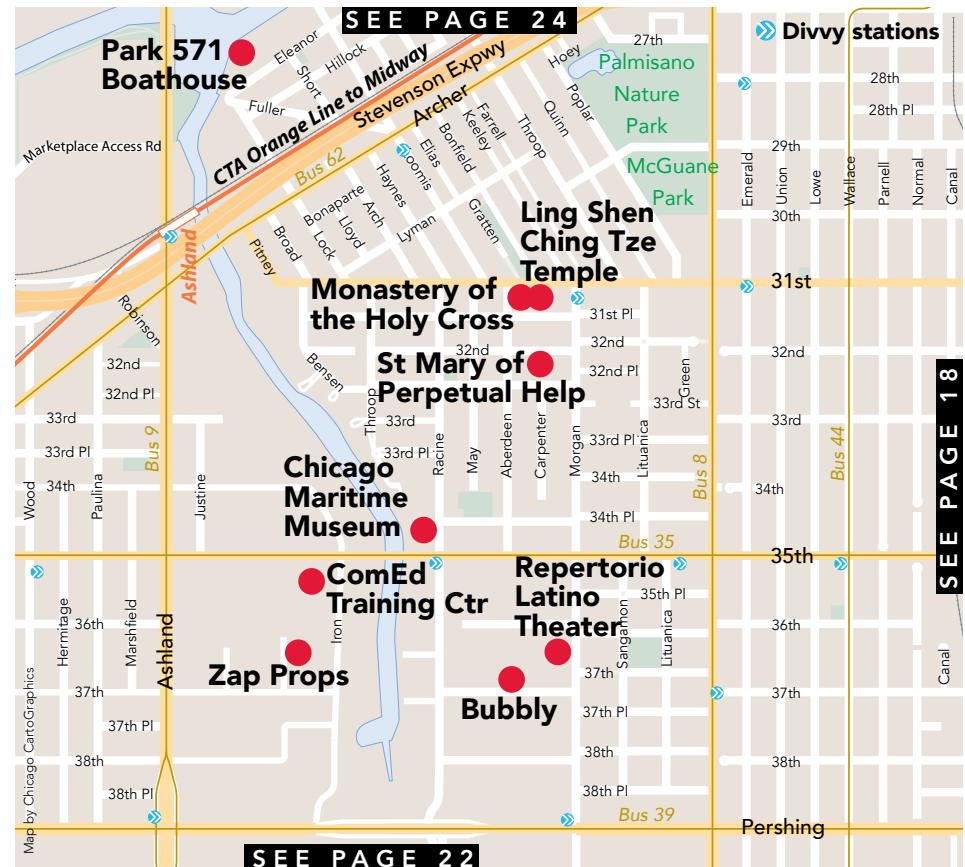 SEE PAGE 24
Divvy stations
Park 571
Boathouse
Eleanor
Short
Hillock
Fuller
CTA Orange Line to Midway
Stevenson Expwy
Archer
Bus 62
Marketplace Access Rd
Hoey
27th
Palmisano
Nature
Park
McGuane
Park
Poplar
Quinn
Throop
Farrell
Keeley
Bonfield
Elias
Loomis
Haynes
Arch
Bonaparte
Lloyd
Lock
Broad
Pitney
Lyman
Gratten
28th
28th Pl
29th
30th
Emerald
Union
Lowe
Wallace
Parnell
Normal
Canal
Ling Shen
Ching Tze
Temple
Ashland
31st
Monastery of
the Holy Cross
31st Pl
Robinson
32nd
32nd
32nd
32nd
St Mary of
Perpetual Help
32nd Pl
32nd Pl
Bensen
Green
33rd St
33rd
33rd
33rd
33rd Pl
33rd Pl
33rd Pl
Throop
Racine
May
Aberdeen
Carpenter
Morgan
Lituanica
Bus 9
Bus 8
Bus 44
SEE PAGE 18
Wood
Paulina
Justine
34th
34th
34th
34th Pl
Chicago
Maritime
Museum
Bus 35
35th
ComEd
Training Ctr
Repertorio
Latino
Theater
35th Pl
Iron
Hermitage
Marshfield
Ashland
Sangamon
Lituanica
Canal
36th
36th
Zap Props
Bubbly
37th
37th
37th
37th Pl
37th Pl
38th
38th
38th
38th Pl
38th Pl
Bus 39
Pershing
Map by Chicago CartoGraphics
SEE PAGE 22